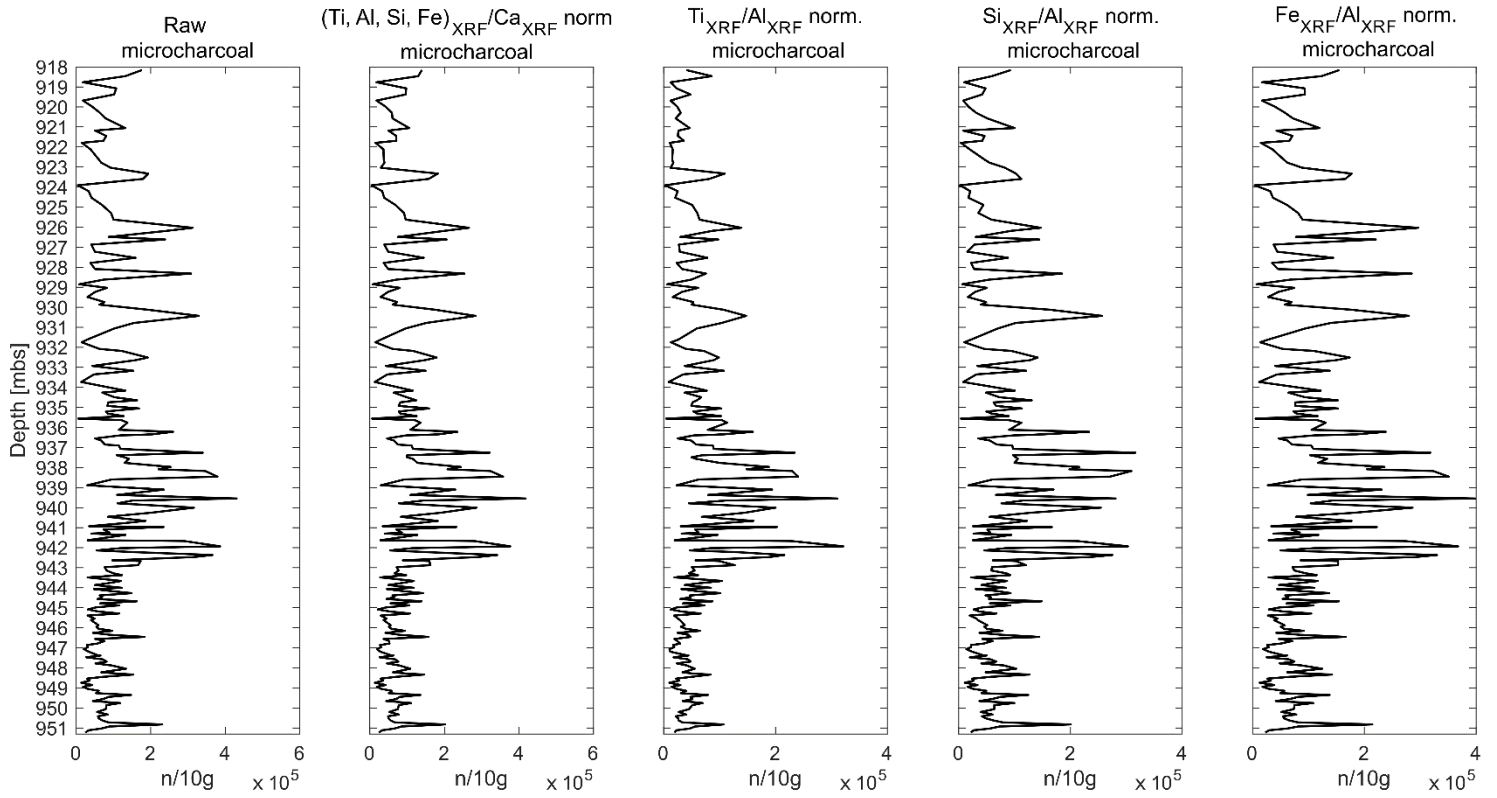 Raw
microcharcoal
(Ti, Al, Si, Fe)XRF/CaXRF norm
microcharcoal
TiXRF/AlXRF norm.
microcharcoal
SiXRF/AlXRF norm.
microcharcoal
FeXRF/AlXRF norm.
microcharcoal
Depth [mbs]
918
919
920
921
922
923
924
925
926
927
928
929
930
931
932
933
934
935
936
937
938
939
940
941
942
943
944
945
946
947
948
949
950
951
0 2 4 6
n/10g x 10^5
0 2 4 6
n/10g x 10^5
0 2 4
n/10g x 10^5
0 2 4
n/10g x 10^5
0 2 4
n/10g x 10^5